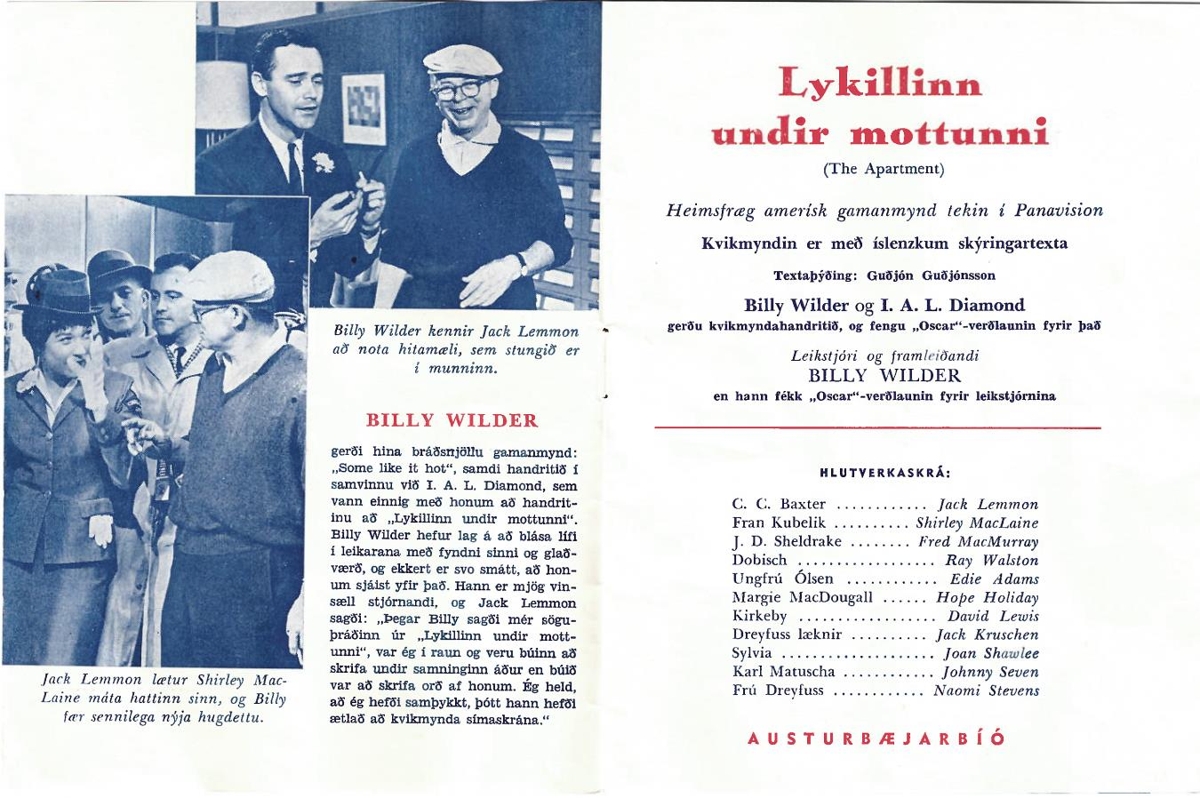 Billy Wilder kennir Jack Lemmon
að nota hitamæli, sem stungið er
í munninn.
BILLY WILDER
gerði hina bráðsnjöllu gamanmynd:
„Some like it hot“, samdi handritið í
samvinnu við I. A. L. Diamond, sem
vann einnig með honum að handrit-
inu að „Lykillinn undir mottunni“.
Billy Wilder hefur lag á að blása lífi
í leikarana með fyndni sinni og glað-
værð, og ekkert er svo smátt, að hon-
um sjáist yfir það. Hann er mjög vin-
sæll stjórnandi, og Jack Lemmon
sagði: „Þegar Billy sagði mér sögu-
þráðinn úr „Lykillinn undir mott-
unni“, var ég í raun og veru búinn að
skrifa undir samninginn áður en búið
var að skrifa orð af honum. Ég held,
að ég hefði samþykkt, þótt hann hefði
ætlað að kvikmynda símaskrána.“
Jack Lemmon lætur Shirley Mac-
Laine máta hattinn sinn, og Billy
fær sennilega nýja hugdettu.
Lykillinn
undir mottunni
(The Apartment)
Heimsfræg amerísk gamanmynd tekin í Panavision
Kvikmyndin er með íslenzkum skýringartexta
Textaþýðing: Guðjón Guðjónsson
Billy Wilder og I. A. L. Diamond
gerðu kvikmyndahandritið, og fengu „Oscar“-verðlaunin fyrir það
Leikstjóri og framleiðandi
BILLY WILDER
en hann fékk „Oscar“-verðlaunin fyrir leikstjórnina
HLUTVERKASKRÁ:
C. C. Baxter ............ Jack Lemmon
Fran Kubelik .......... Shirley MacLaine
J. D. Sheldrake ........ Fred MacMurray
Dobisch .................. Ray Walston
Ungfrú Ólsen ............ Edie Adams
Margie MacDougall ...... Hope Holiday
Kirkeby .................. David Lewis
Dreyfuss læknir .......... Jack Kruschen
Sylvia .................... Joan Shawlee
Karl Matuscha ............ Johnny Seven
Frú Dreyfuss ............ Naomi Stevens
AUSTURBÆJARBÍÓ